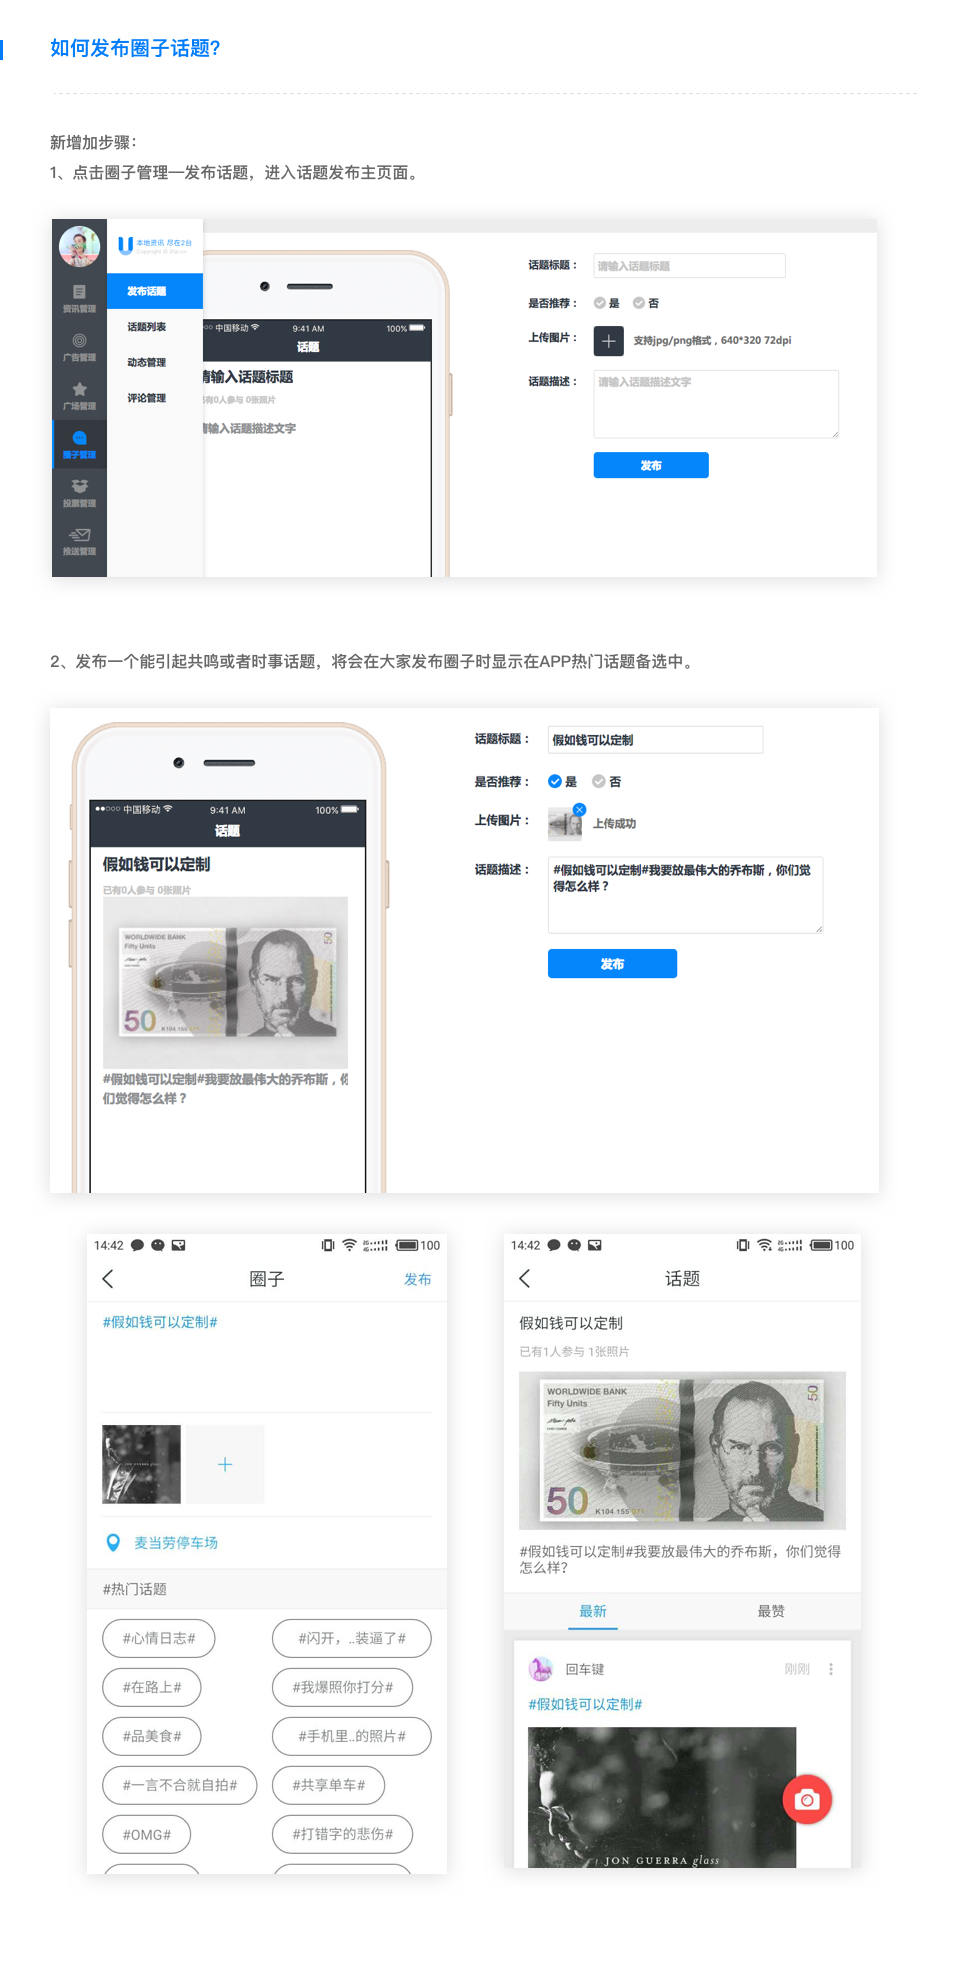 如何发布圈子话题?
新增加步骤：
1、点击圈子管理—发布话题，进入话题发布主页面。
本地资讯 尽在2台
资讯管理
广告管理
广场管理
圈子管理
投票管理
推送管理
发布话题
话题列表
动态管理
评论管理
中国移动
9:41 AM
100%
话题
请输入话题标题
已有0人参与 0张照片
请输入话题描述文字
话题标题：
请输入话题标题
是否推荐：
是
否
上传图片：
支持jpg/png格式，640*320 72dpi
话题描述：
请输入话题描述文字
发布
2、发布一个能引起共鸣或者时事话题，将会在大家发布圈子时显示在APP热门话题备选中。
中国移动
9:41 AM
100%
话题
假如钱可以定制
已有0人参与 0张照片
WORLDWIDE BANK
Fifty Units
50
50
K104 155
#假如钱可以定制#我要放最伟大的乔布斯，你
们觉得怎么样？
话题标题：
假如钱可以定制
是否推荐：
是
否
上传图片：
上传成功
话题描述：
#假如钱可以定制#我要放最伟大的乔布斯，你们觉
得怎么样？
发布
14:42
100
圈子
发布
#假如钱可以定制#
麦当劳停车场
#热门话题
#心情日志#
#闪开，..装逼了#
#在路上#
#我爆照你打分#
#品美食#
#手机里..的照片#
#一言不合就自拍#
#共享单车#
#OMG#
#打错字的悲伤#
14:42
100
话题
假如钱可以定制
已有1人参与 1张照片
WORLDWIDE BANK
Fifty Units
50
50
K104 155
#假如钱可以定制#我要放最伟大的乔布斯，你们觉得
怎么样?
最新
最赞
回车键
刚刚
#假如钱可以定制#
JON GUERRA glass